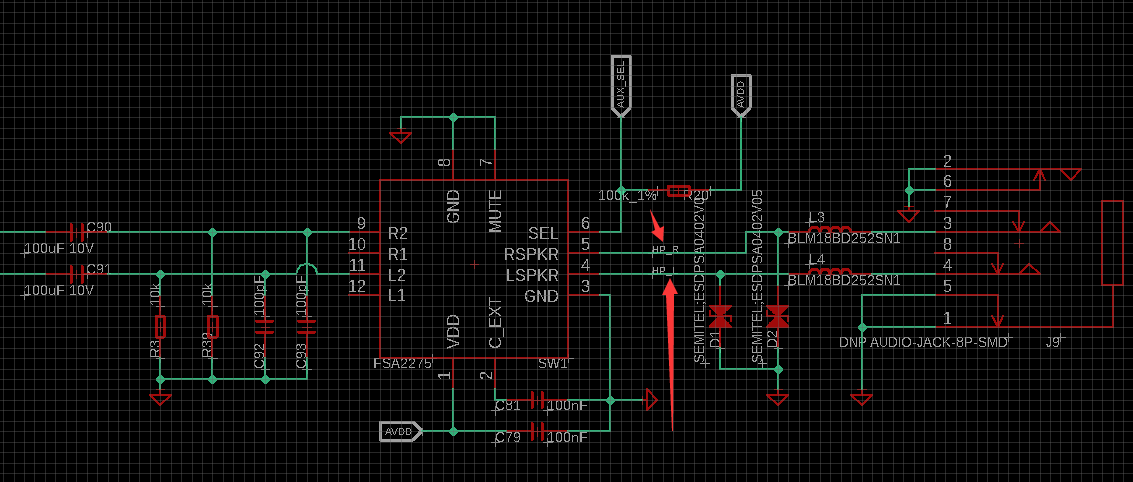 AUX_SEL
AVDD
8
7
GND
MUTE
2
6
7
3
8
4
5
1
100k_1%
R20
C90
100uF 10V
C91
100uF 10V
9
10
11
12
R2
R1
L2
L1
SEL
RSPKR
LSPKR
GND
6
5
4
3
HP_R
HP_L
L3
BLM18BD252SN1
L4
BLM18BD252SN1
10k
R3
10k
100nF
C92
100nF
C93
VDD
C_EXT
FSA2275
SW1
1
2
SEMITEL;ESDPSA0402V05
D1
SEMITEL;ESDPSA0402V05
D2
DNP AUDIO-JACK-8P-SMD
J9
C81
100nF
C79
100nF
AVDD